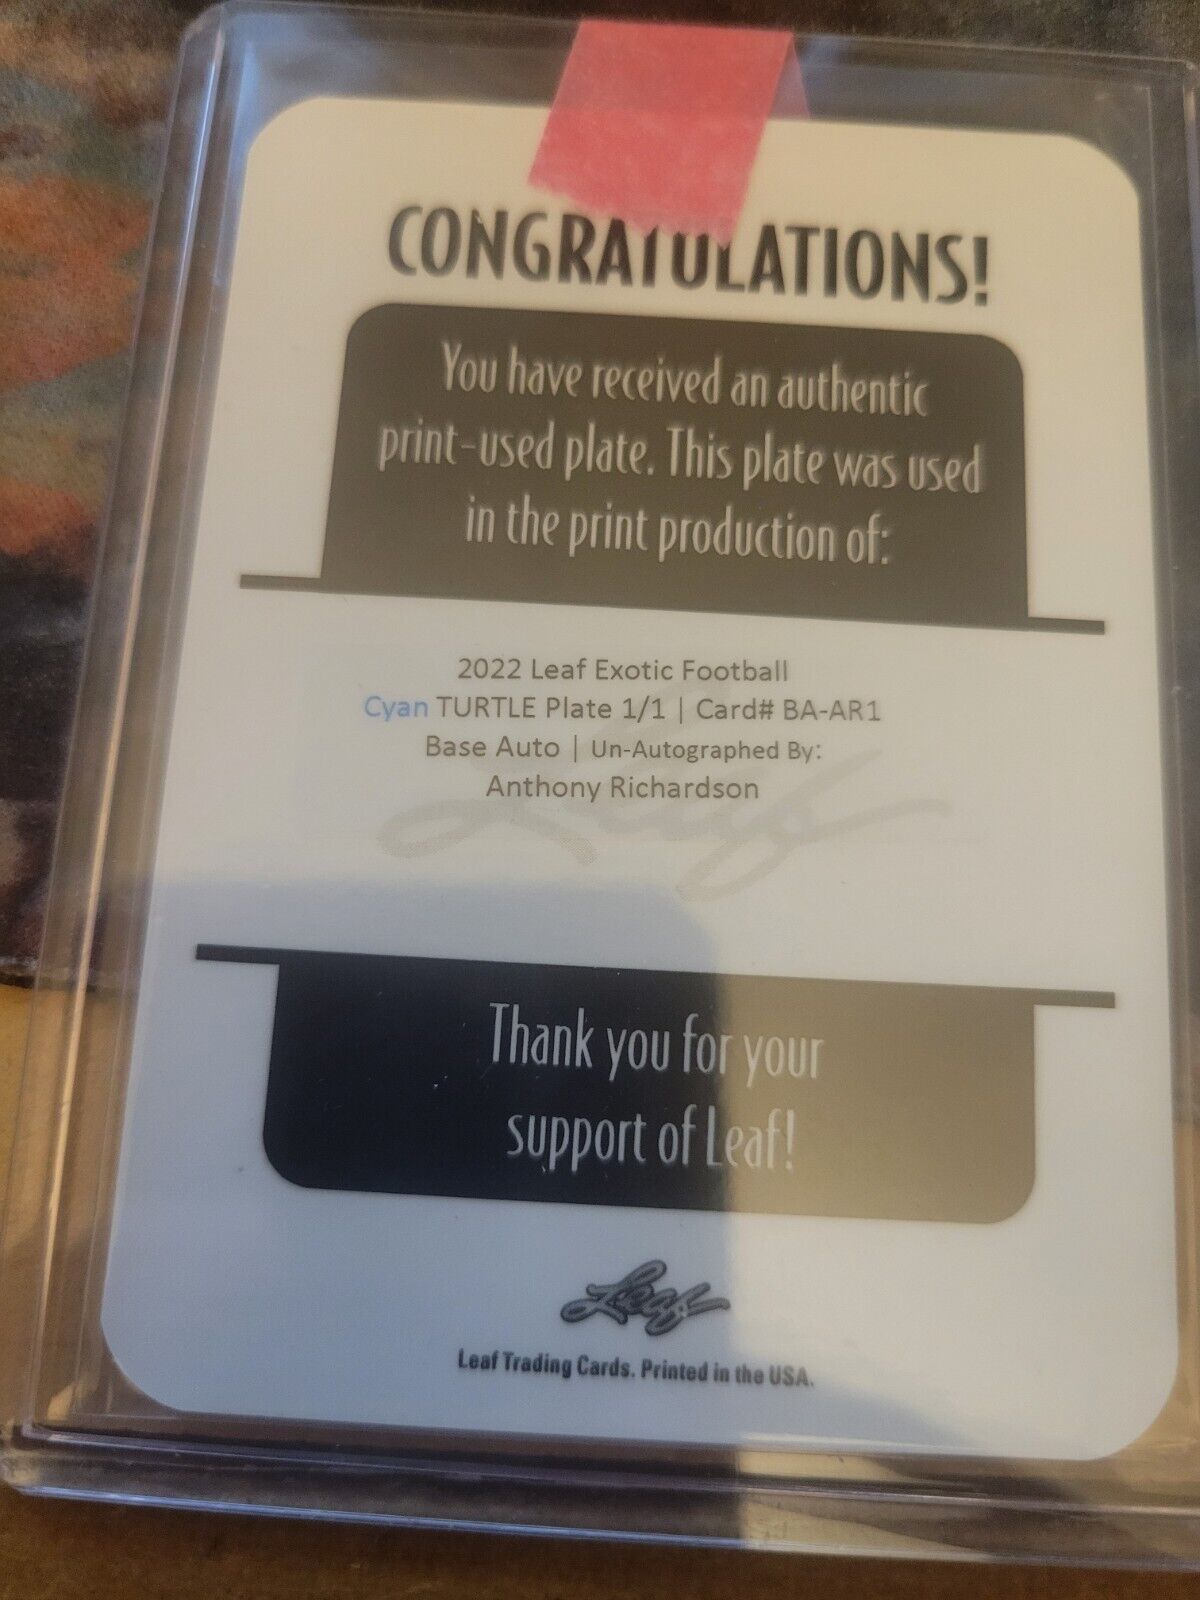 CONGRATULATIONS!
You have received an authentic
print-used plate. This plate was used
in the print production of:
2022 Leaf Exotic Football
Cyan TURTLE Plate 1/1 | Card# BA-AR1
Base Auto | Un-Autographed By:
Anthony Richardson
Leaf
Thank you for your
support of Leaf!
Leaf
Leaf Trading Cards. Printed in the USA.